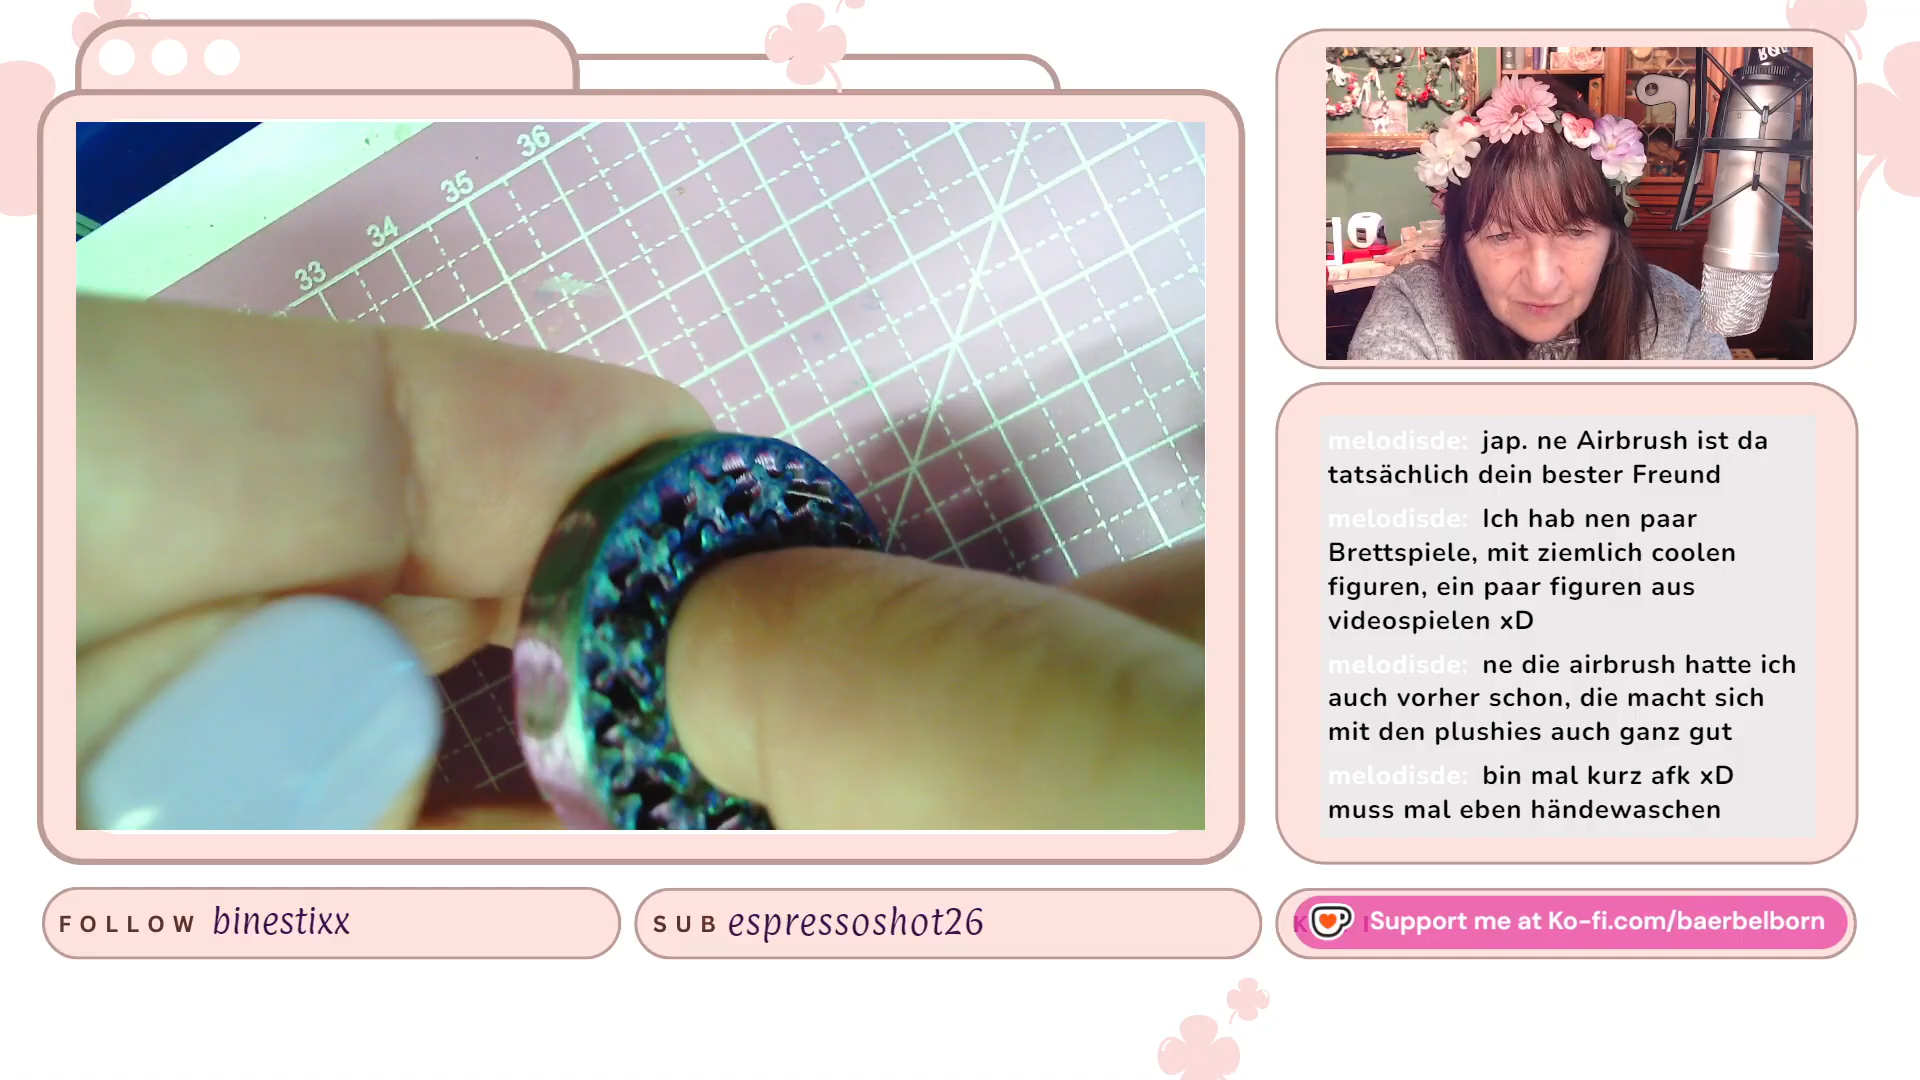 36
35
34
33
melodisde: jap. ne Airbrush ist da
tatsächlich dein bester Freund
melodisde: Ich hab nen paar
Brettspiele, mit ziemlich coolen
figuren, ein paar figuren aus
videospielen xD
melodisde: ne die airbrush hatte ich
auch vorher schon, die macht sich
mit den plushies auch ganz gut
melodisde: bin mal kurz afk xD
muss mal eben händewaschen
FOLLOW binestixx
SUB espressoshot26
Support me at Ko-fi.com/baerbelborn